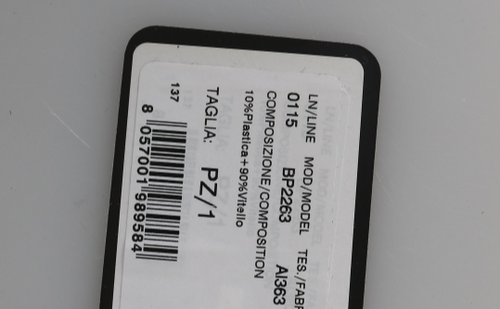 LN/LINE MOD/MODEL TES./FABR
0115 BP2263 AI363
COMPOSIZIONE/COMPOSITION
10%Plastica+90%Vitello
TAGLIA: PZ/1
137
8 057001 989584